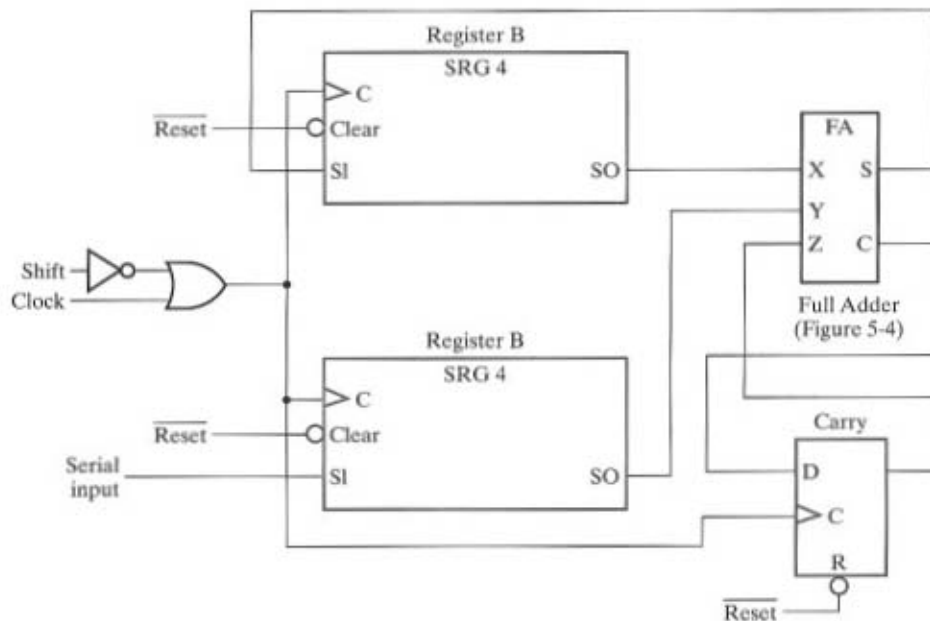 Register B
SRG 4
C
Reset
Clear
SI
SO
FA
X
S
Y
Z
C
Full Adder
(Figure 5-4)
Shift
Clock
Register B
SRG 4
C
Reset
Clear
Serial
input
SI
SO
Carry
D
C
R
Reset